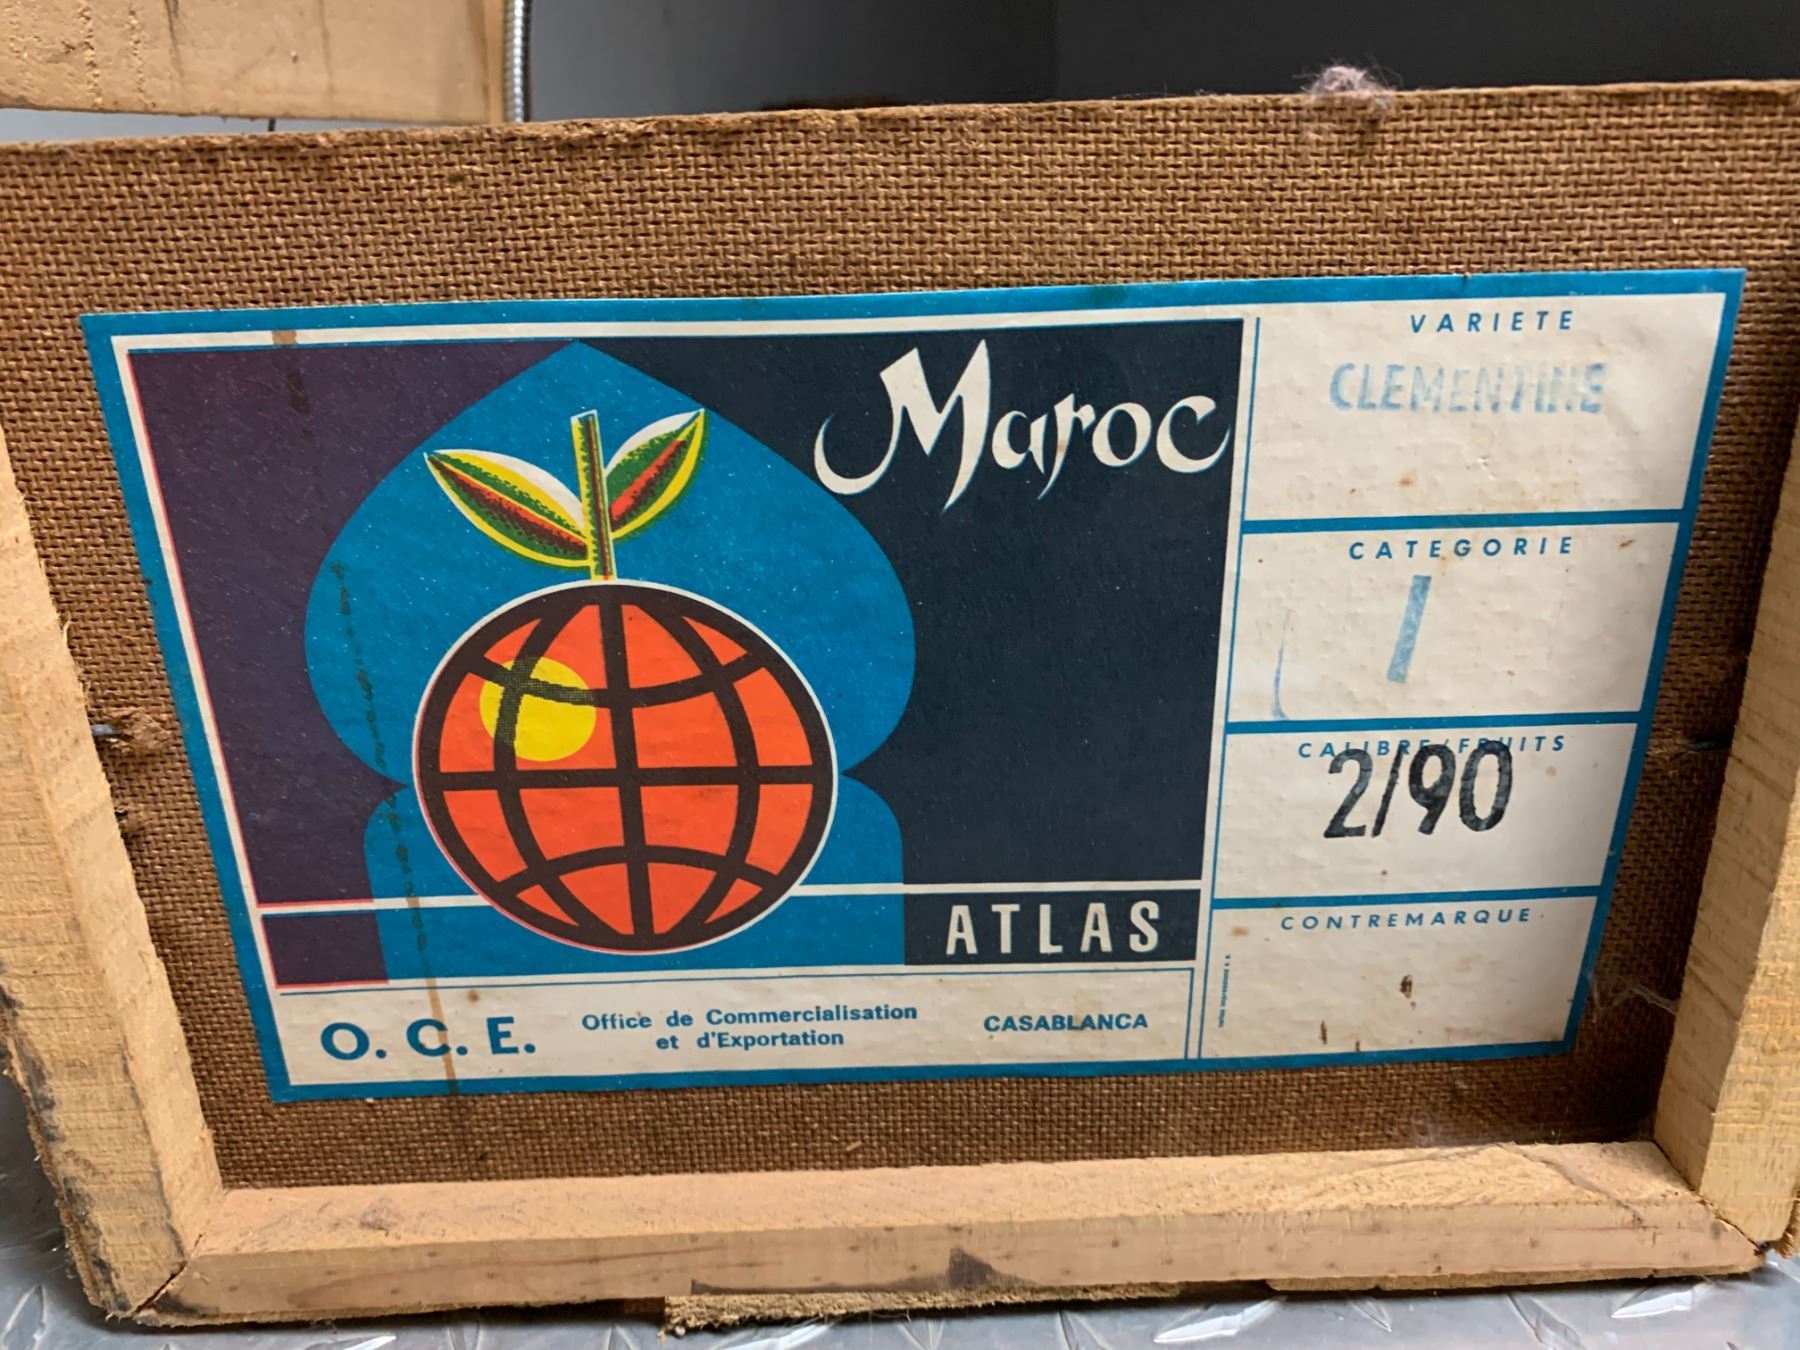 Maroc
ATLAS
O. C. E.
Office de Commercialisation
et d'Exportation
CASABLANCA
VARIETE
CLEMENTINE
CATEGORIE
I
CALIBRE/FRUITS
2/90
CONTREMARQUE